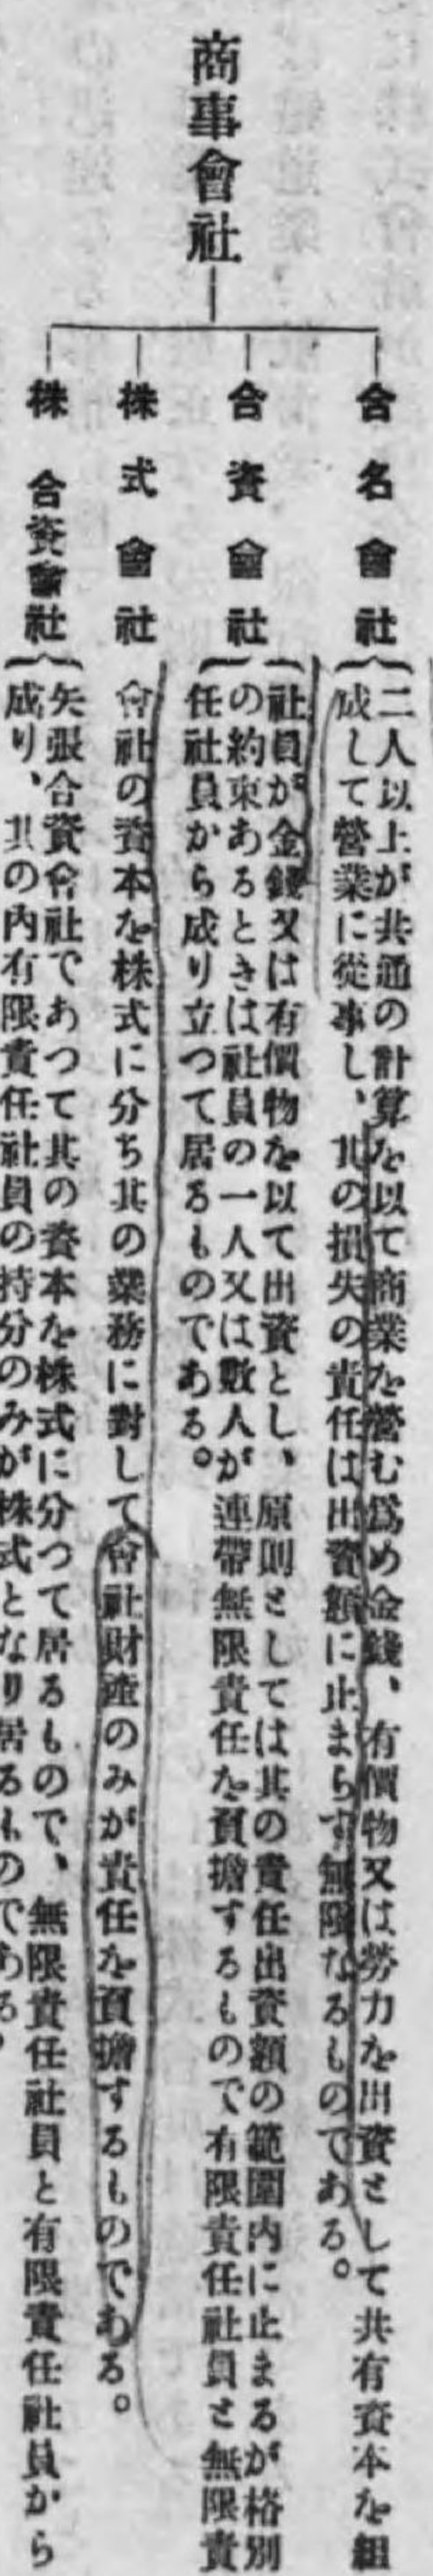 商事會社
合名會社
二人以上が共通の計算を以て商業を營む爲め金錢、有價物又は勞力を出資として共有資本を組
成して營業に從事し、其の損失の責任は出資額に止まらず無限なるものである。
合資會社
社員が金錢又は有價物を以て出資とし、原則としては其の責任出資額の範圍内に止まるが格別
の約束あるときは社員の一人又は數人が連帶無限責任を負擔するもので有限責任社員と無限責
任社員から成り立つて居るものである。
株式會社
會社の資本を株式に分ち其の業務に對して會社財産のみが責任を負擔するものである。
株合資會社
矢張合資會社であつて其の資本を株式に分つて居るもので、無限責任社員と有限責任社員から
成り、其の内有限責任社員の持分のみが株式となり居るものである